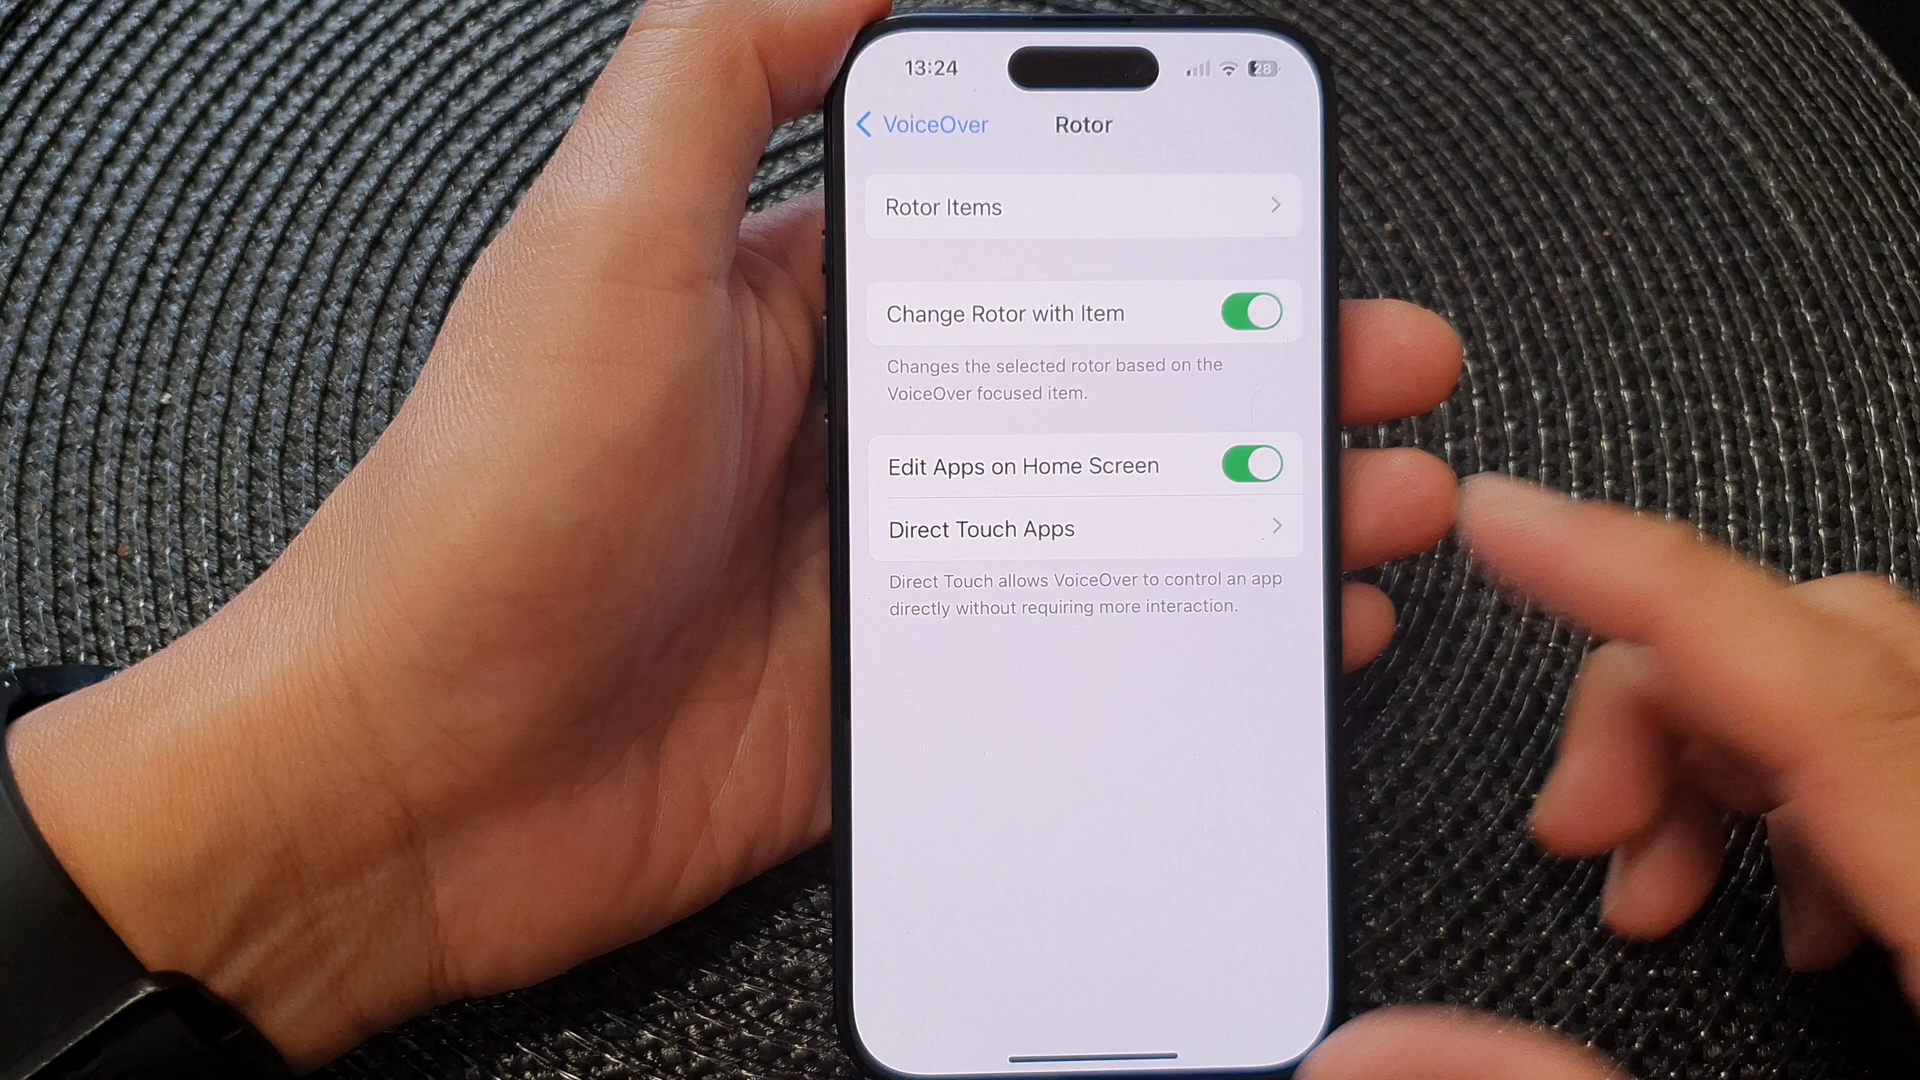 13:24
28
VoiceOver
Rotor
Rotor Items
Change Rotor with Item
Changes the selected rotor based on the
VoiceOver focused item.
Edit Apps on Home Screen
Direct Touch Apps
Direct Touch allows VoiceOver to control an app
directly without requiring more interaction.